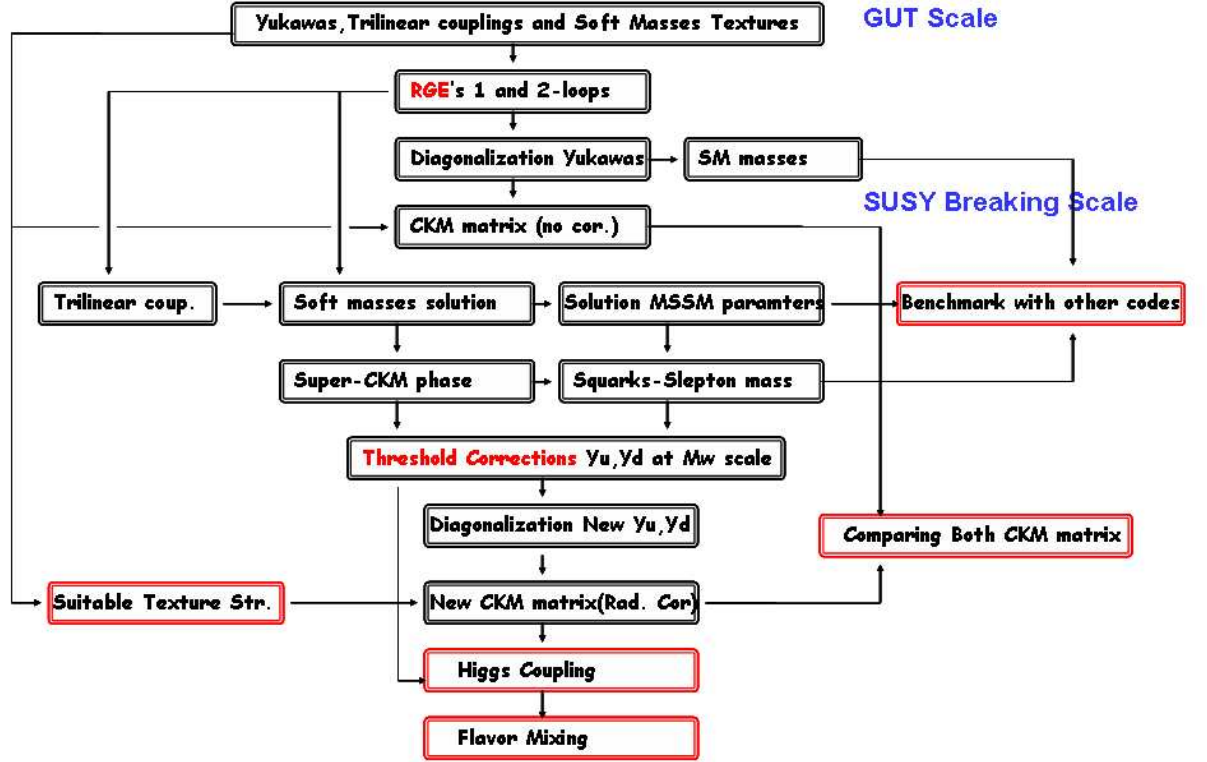 Yukawas,Trilinear couplings and Soft Masses Textures
GUT Scale
RGE's 1 and 2-loops
Diagonalization Yukawas
SM masses
SUSY Breaking Scale
CKM matrix (no cor.)
Trilinear coup.
Soft masses solution
Solution MSSM paramters
Benchmark with other codes
Super-CKM phase
Squarks-Slepton mass
Threshold Corrections Yu,Yd at Mw scale
Diagonalization New Yu,Yd
Comparing Both CKM matrix
Suitable Texture Str.
New CKM matrix(Rad. Cor)
Higgs Coupling
Flavor Mixing